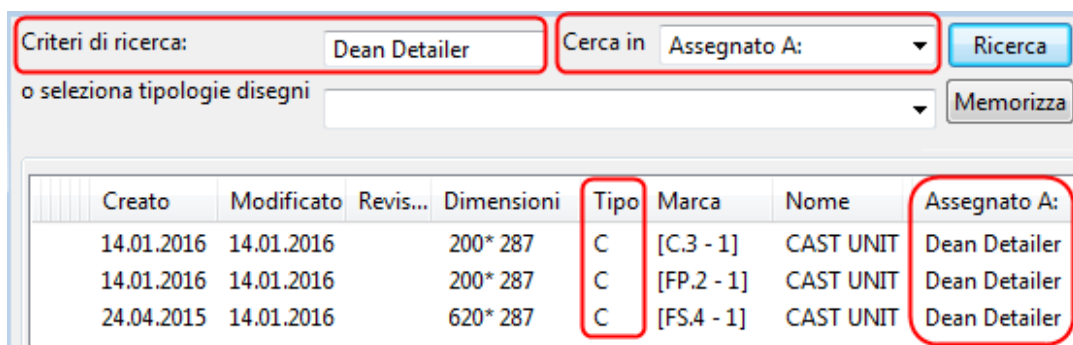 Criteri di ricerca: Dean Detailer Cerca in Assegnato A: Ricerca
o seleziona tipologie disegni Memorizza
Creato Modificato Revis... Dimensioni Tipo Marca Nome Assegnato A:
14.01.2016 14.01.2016 200* 287 C [C.3 - 1] CAST UNIT Dean Detailer
14.01.2016 14.01.2016 200* 287 C [FP.2 - 1] CAST UNIT Dean Detailer
24.04.2015 14.01.2016 620* 287 C [FS.4 - 1] CAST UNIT Dean Detailer